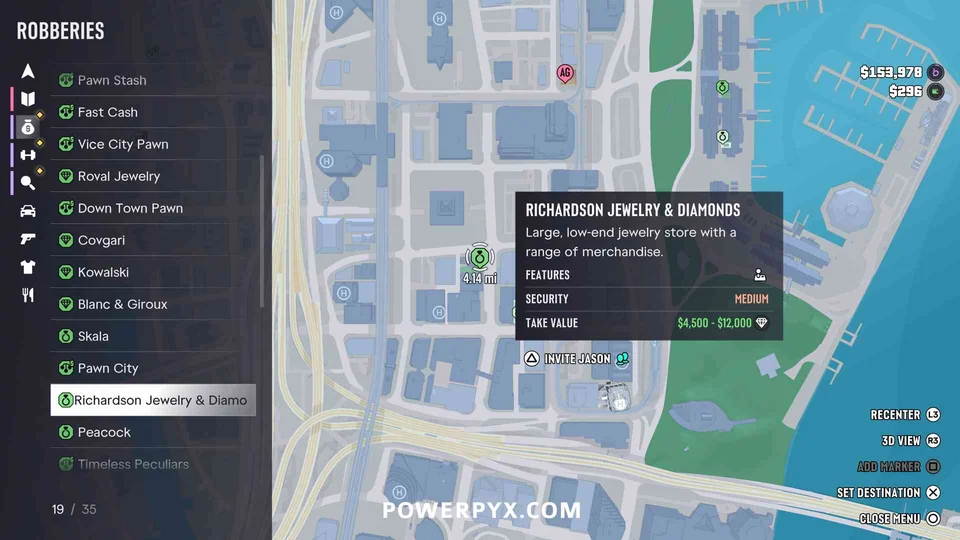 ROBBERIES
Pawn Stash
Fast Cash
Vice City Pawn
Roval Jewelry
Down Town Pawn
Covgari
Kowalski
Blanc & Giroux
Skala
Pawn City
Richardson Jewelry & Diamo
Peacock
Timeless Peculiars
19 / 35
H
H
AG
H
H
H
H
H
4.14 mi
$153,978
$296
RICHARDSON JEWELRY & DIAMONDS
Large, low-end jewelry store with a
range of merchandise.
FEATURES
SECURITY MEDIUM
TAKE VALUE $4,500 - $12,000
INVITE JASON
RECENTER L3
3D VIEW R3
ADD MARKER
SET DESTINATION
CLOSE MENU
POWERPYX.COM